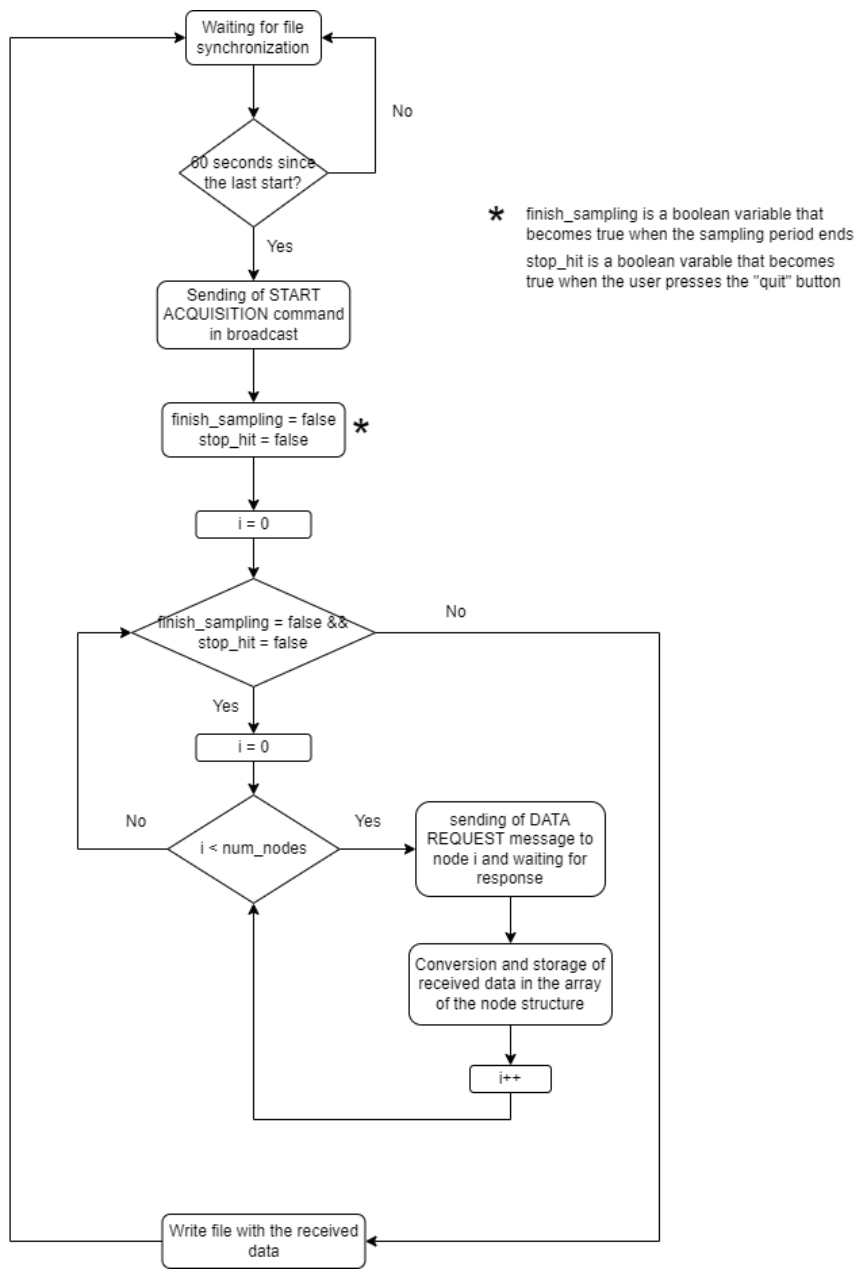 Waiting for file
synchronization
No
60 seconds since
the last start?
Yes
* finish_sampling is a boolean variable that
becomes true when the sampling period ends
stop_hit is a boolean varable that becomes
true when the user presses the "quit" button
Sending of START
ACQUISITION command
in broadcast
finish_sampling = false
stop_hit = false
*
i = 0
finish_sampling = false &&
stop_hit = false
No
Yes
i = 0
No
i < num_nodes
Yes
sending of DATA
REQUEST message to
node i and waiting for
response
Conversion and storage of
received data in the array
of the node structure
i++
Write file with the received
data